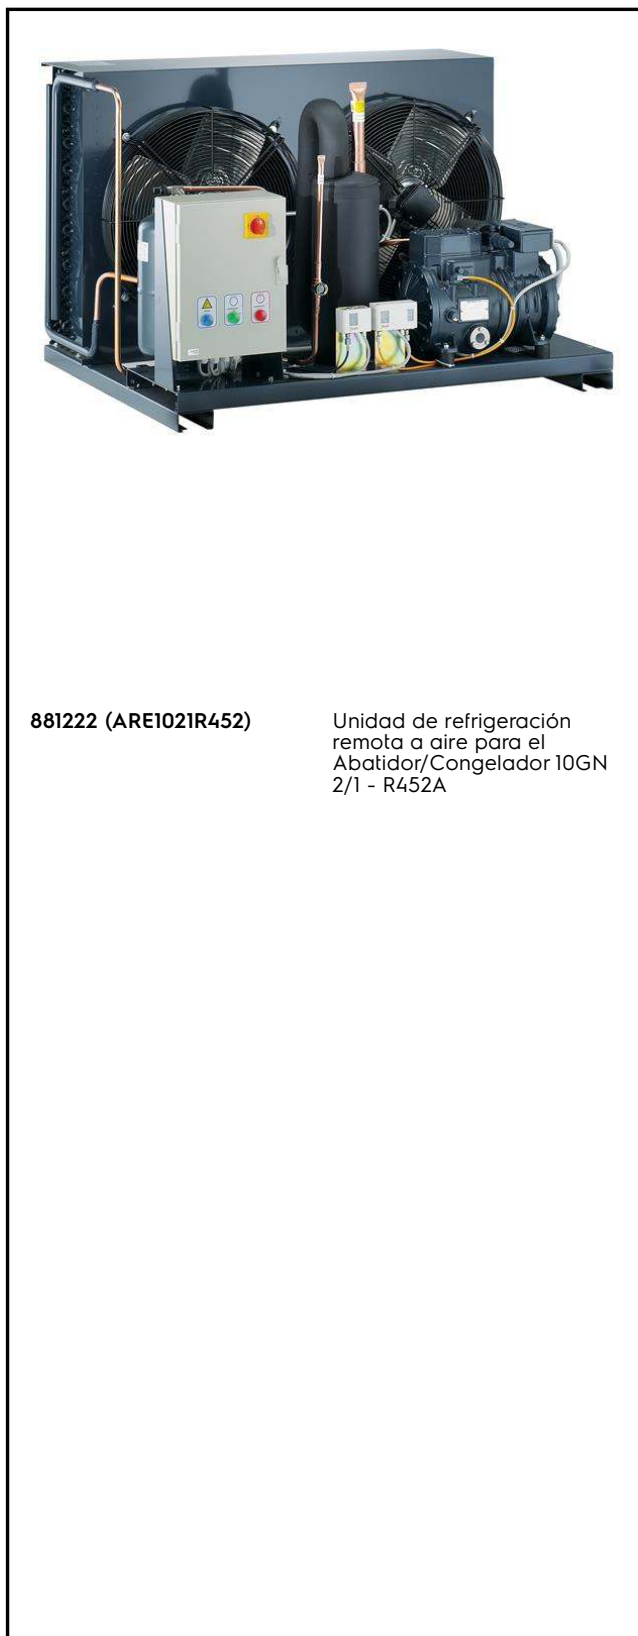 881222 (ARE1021R452)
Unidad de refrigeración
remota a aire para el
Abatidor/Congelador 10GN
2/1 - R452A